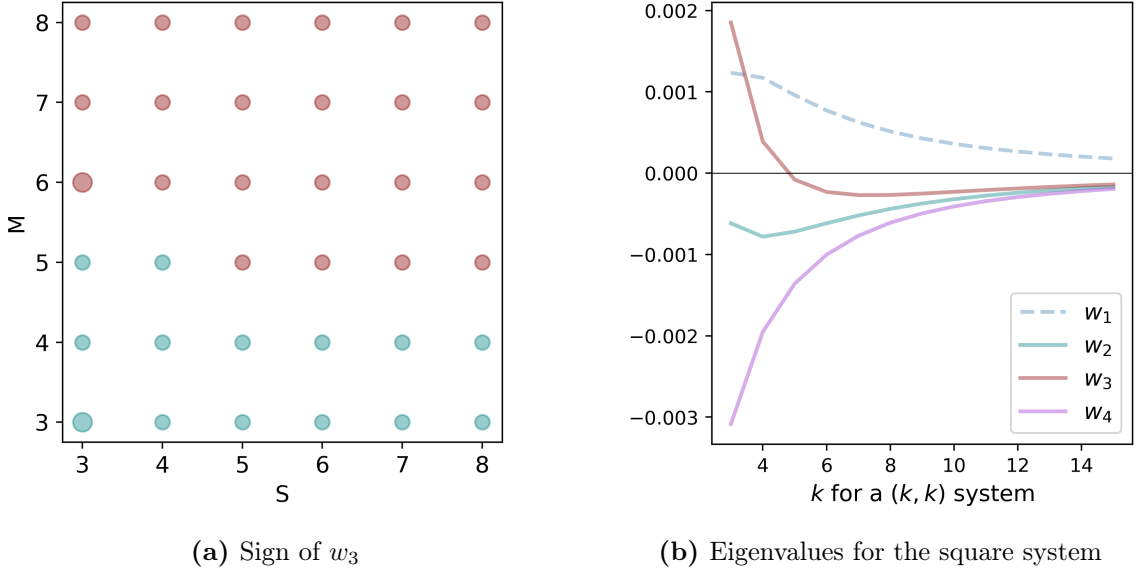 8
7
6
5
4
3
M
3 4 5 6 7 8
S
(a) Sign of w₃
0.002
0.001
0.000
−0.001
−0.002
−0.003
w₁
w₂
w₃
w₄
4 6 8 10 12 14
k for a (k, k) system
(b) Eigenvalues for the square system